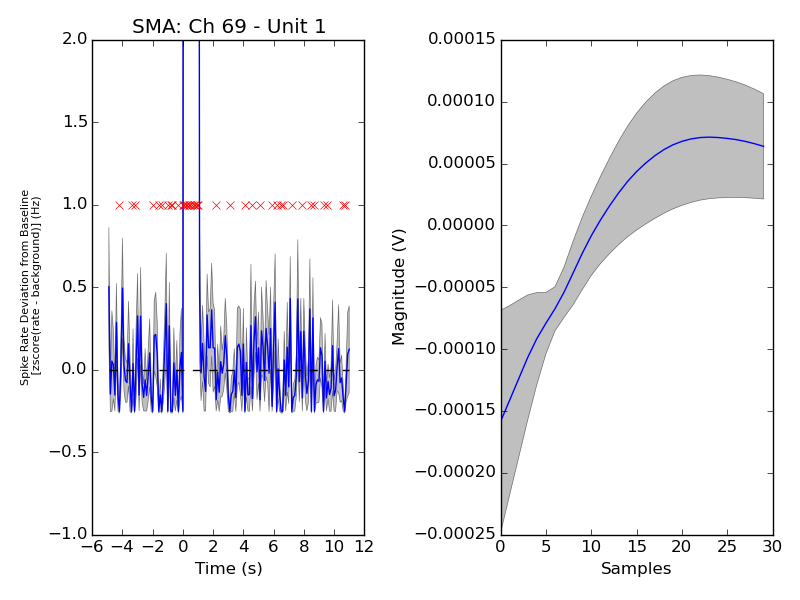 SMA: Ch 69 - Unit 1
Spike Rate Deviation from Baseline
[zscore(rate - background)] (Hz)
2.0
1.5
1.0
0.5
0.0
−0.5
−1.0
−6 −4 −2 0 2 4 6 8 10 12
Time (s)
Magnitude (V)
0.00015
0.00010
0.00005
0.00000
−0.00005
−0.00010
−0.00015
−0.00020
−0.00025
0 5 10 15 20 25 30
Samples